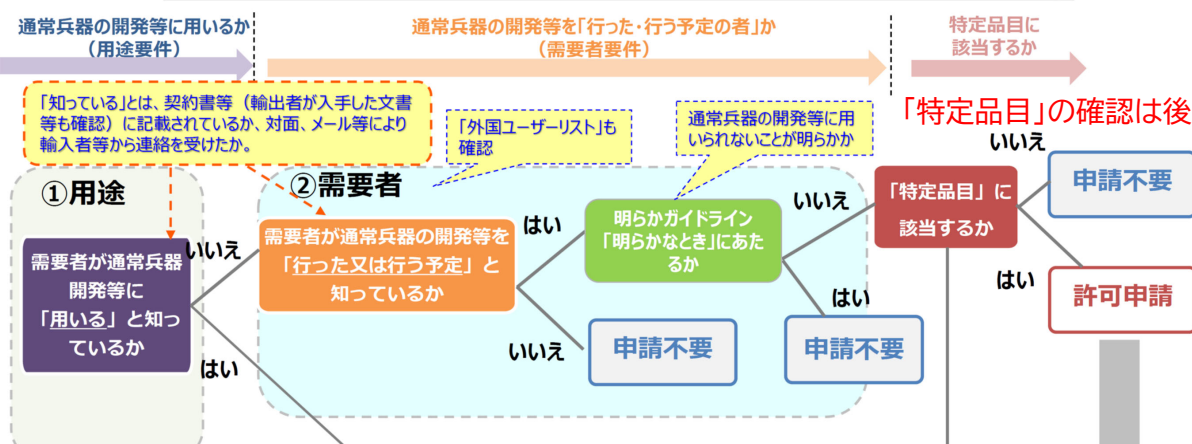 通常兵器の開発等に用いるか
(用途要件)
通常兵器の開発等を「行った・行う予定の者」か
(需要者要件)
特定品目に
該当するか
「知っている」とは、契約書等（輸出者が入手した文書
等も確認）に記載されているか、対面、メール等により
輸入者等から連絡を受けたか。
「外国ユーザーリスト」も
確認
通常兵器の開発等に用
いられないことが明らかか
「特定品目」の確認は後
①用途
②需要者
需要者が通常兵器
開発等に
「用いる」と知っ
ているか
いいえ
はい
需要者が通常兵器の開発等を
「行った又は行う予定」と
知っているか
はい
いいえ
明らかガイドライン
「明らかなとき」にあた
るか
申請不要
いいえ
はい
申請不要
「特定品目」に
該当するか
いいえ
申請不要
はい
許可申請